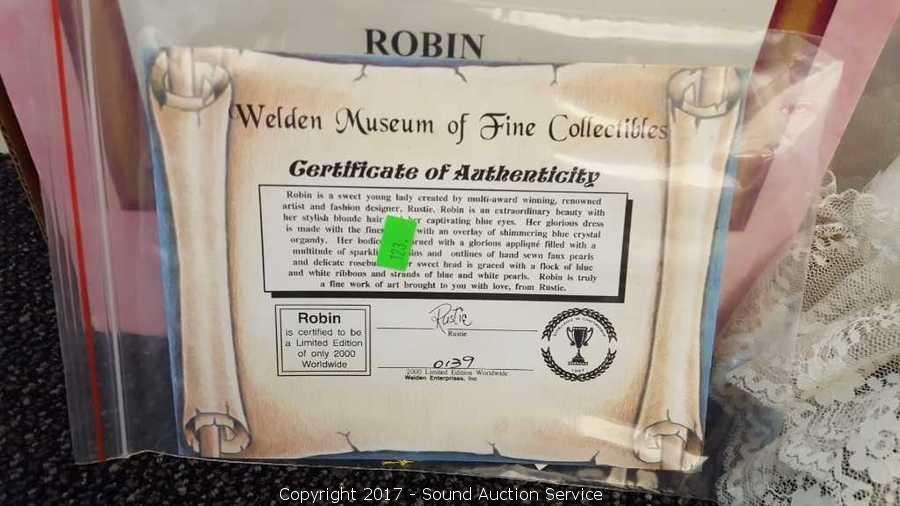 ROBIN
Welden Museum of Fine Collectibles
Certificate of Authenticity
Robin is a sweet young lady created by multi-award winning, renowned
artist and fashion designer, Rustie. Robin is an extraordinary beauty with
her stylish blonde hair her captivating blue eyes. Her glorious dress
is made with the fines with an overlay of shimmering blue crystal
organdy. Her bodic orned with a glorious appliqué filled with a
multitude of sparkli ins and outlines of hand sewn faux pearls
and delicate rosebu r sweet head is graced with a flock of blue
and white ribbons and strands of blue and white pearls. Robin is truly
a fine work of art brought to you with love, from Rustie.
123
Robin
is certified to be
a Limited Edition
of only 2000
Worldwide
Rustie
Rustie
0139
2000 Limited Edition Worldwide
Welden Enterprises, Inc
Copyright 2017 - Sound Auction Service